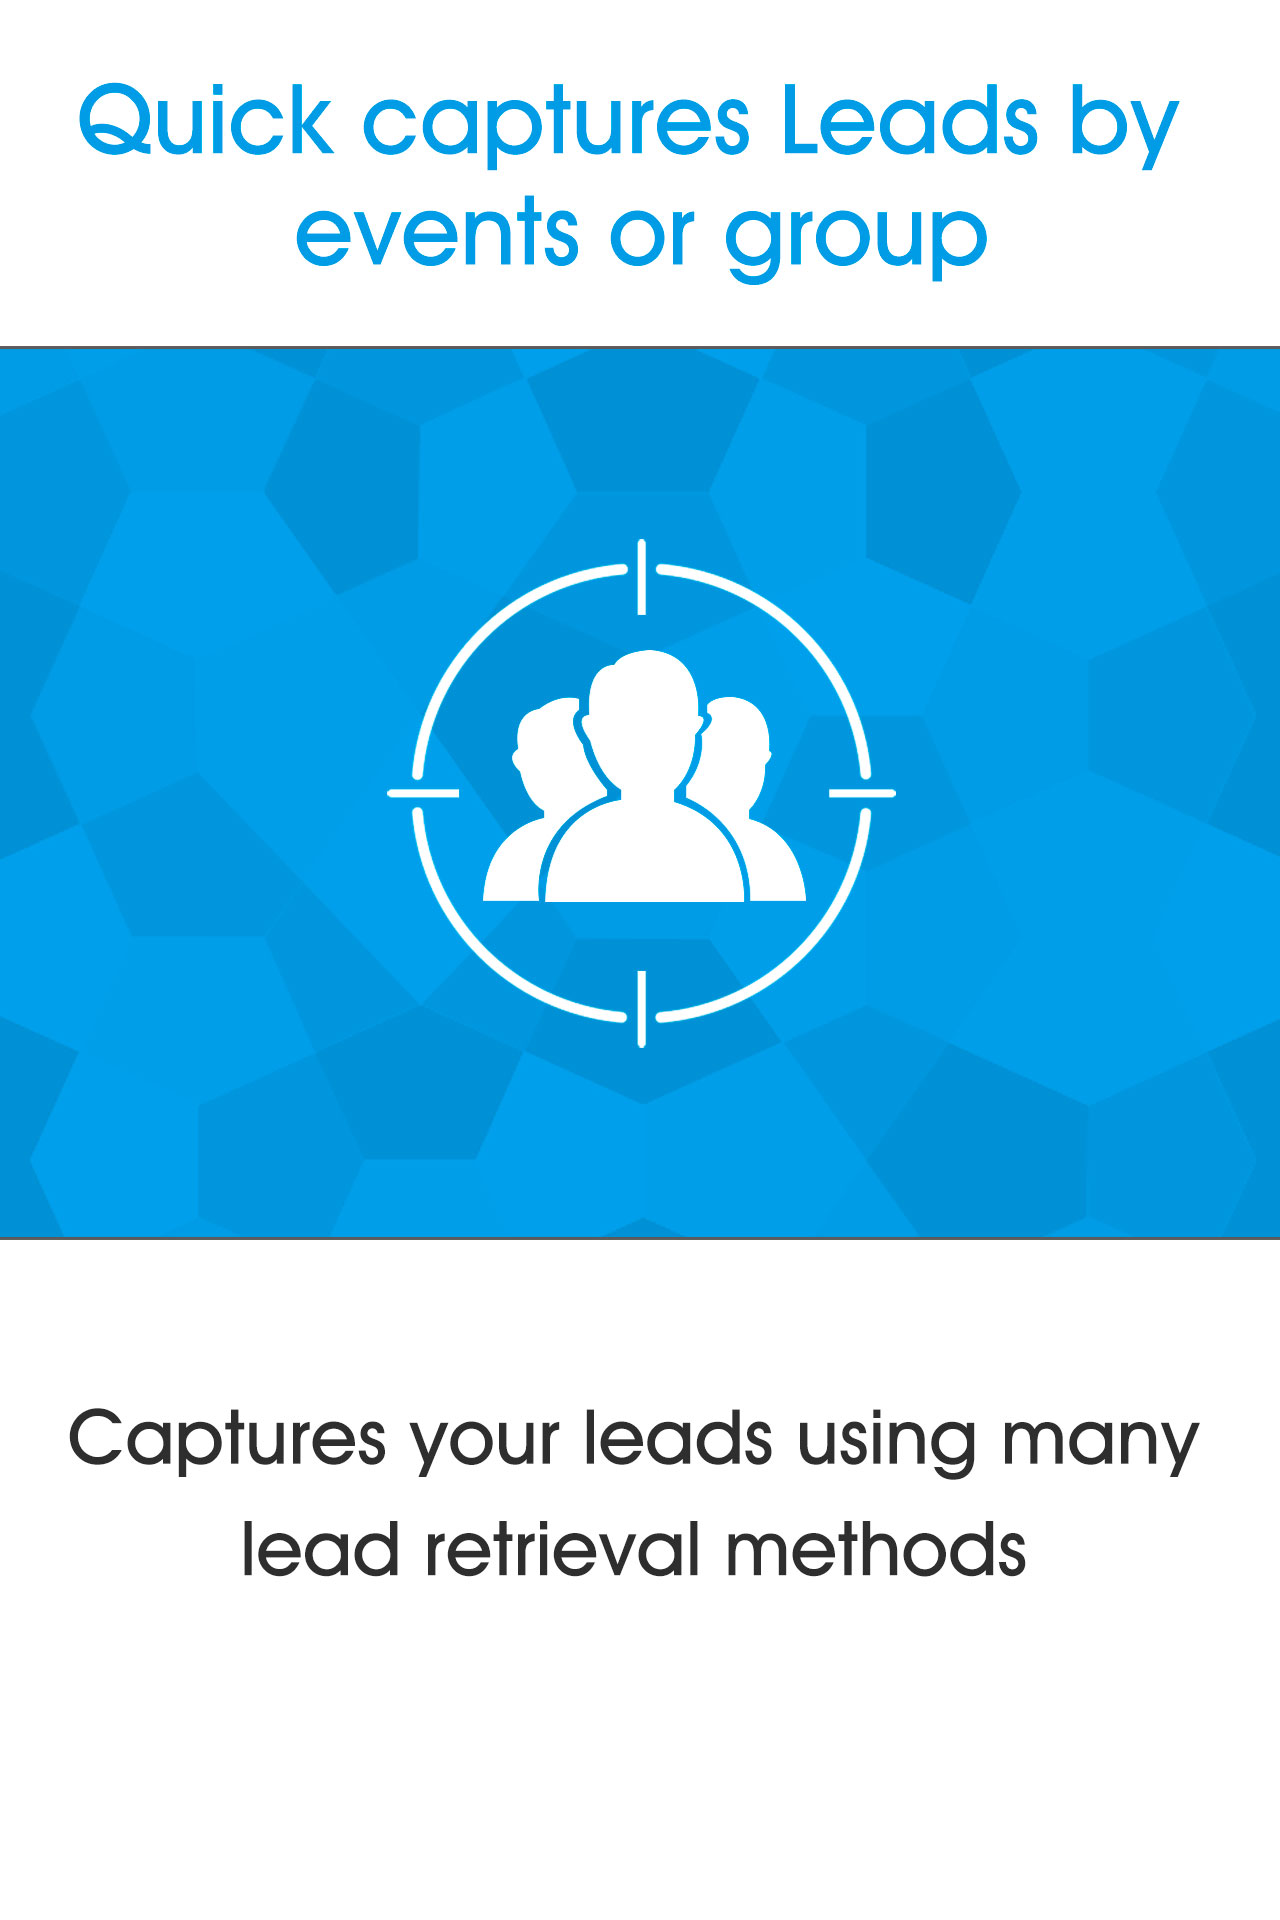 Quick captures Leads by
events or group
Captures your leads using many
lead retrieval methods